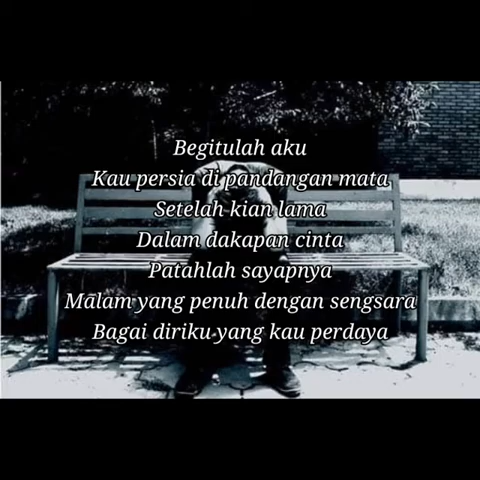 Begitulah aku
Kau persia di pandangan mata
Setelah kian lama
Dalam dakapan cinta
Patahlah sayapnya
Malam yang penuh dengan sengsara
Bagai diriku yang kau perdaya